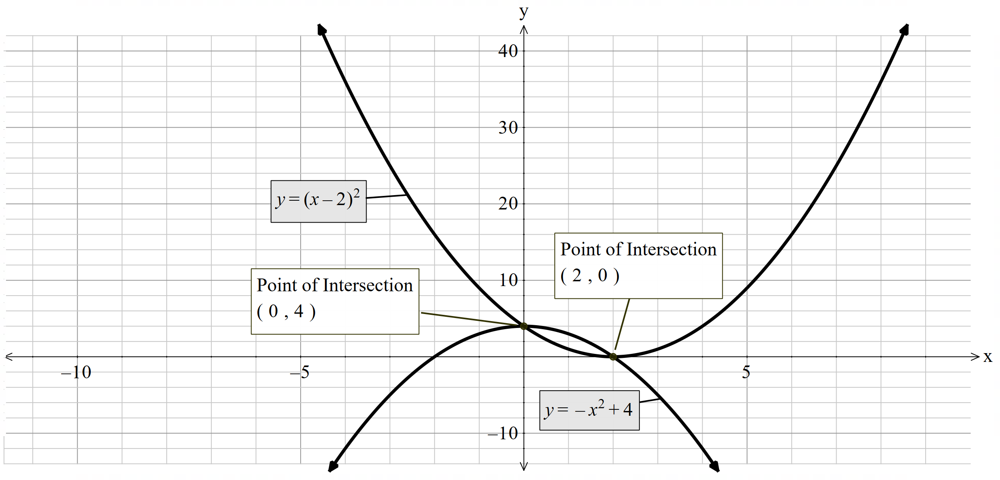 y
40
30
20
y = (x – 2)²
Point of Intersection
( 2 , 0 )
10
Point of Intersection
( 0 , 4 )
x
–10
–5
5
y = – x² + 4
–10